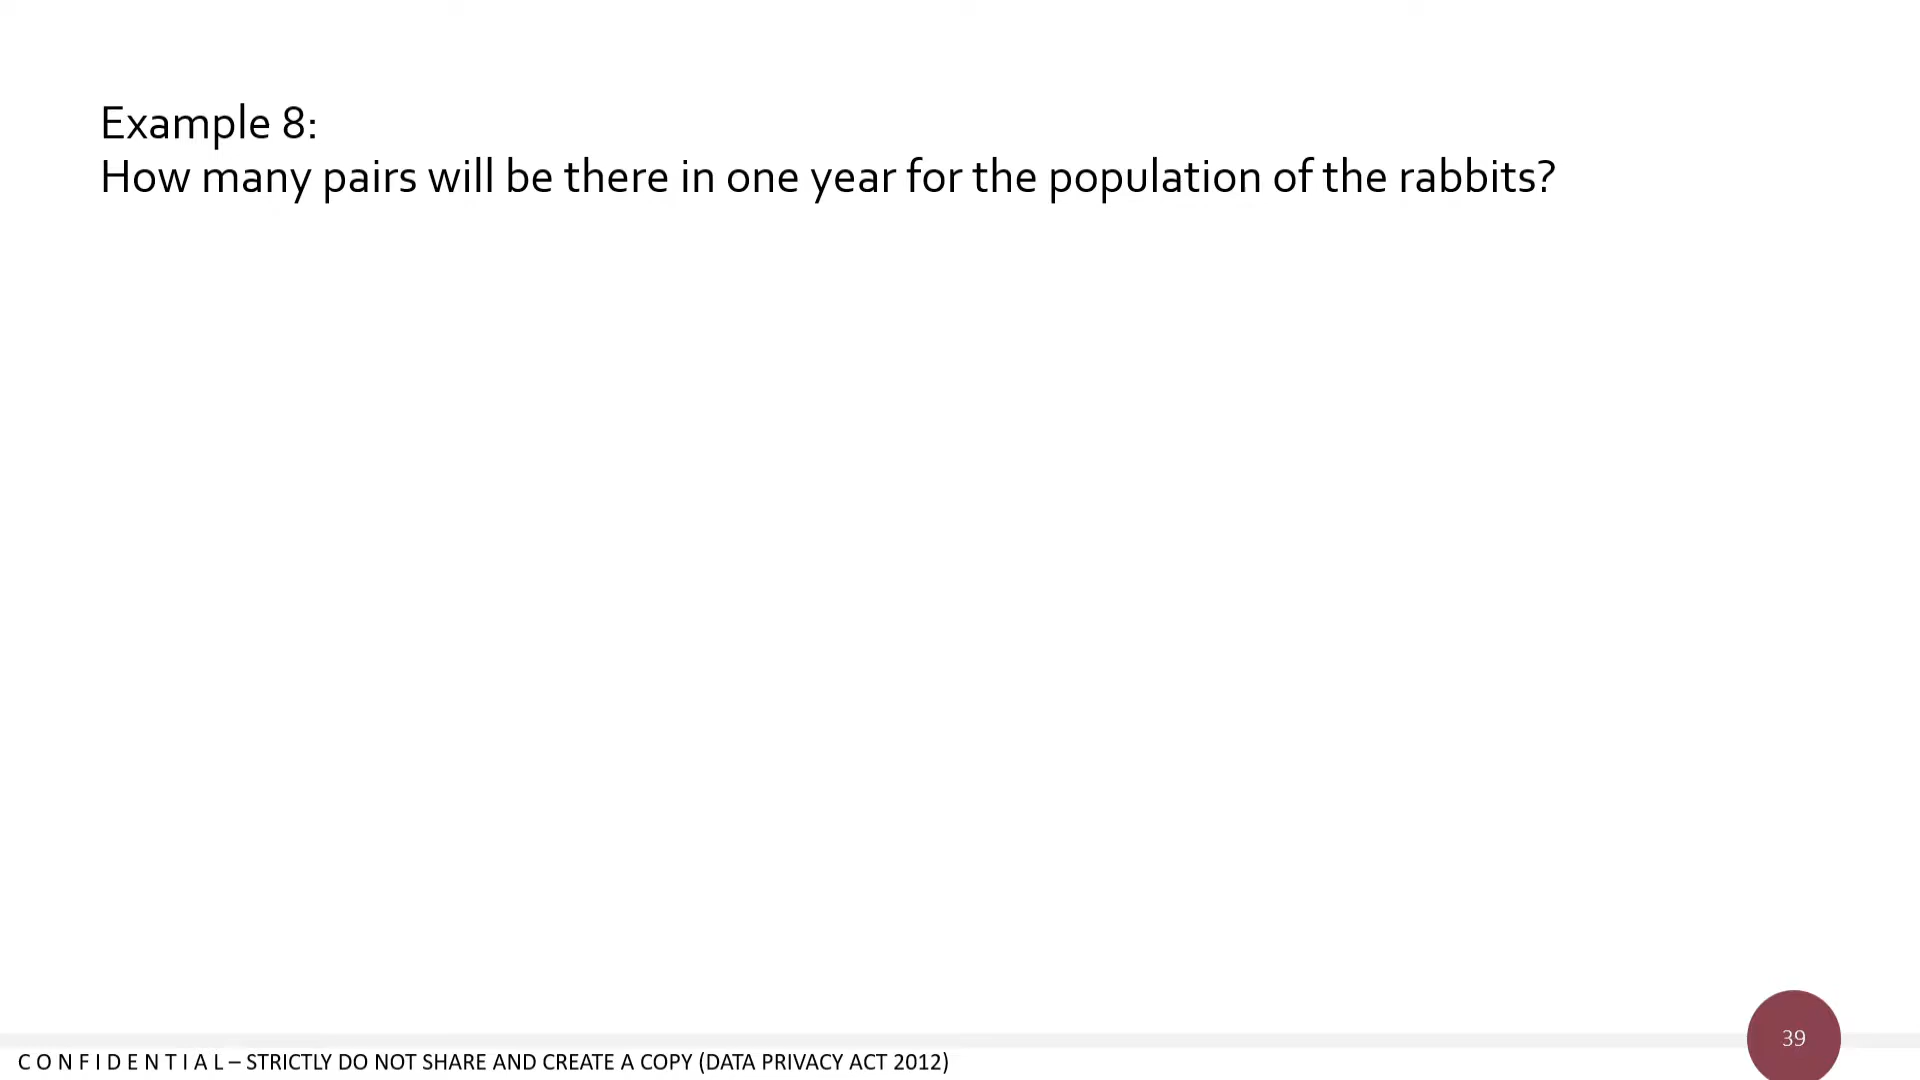 Example 8:
How many pairs will be there in one year for the population of the rabbits?
39
C O N F I D E N T I A L – STRICTLY DO NOT SHARE AND CREATE A COPY (DATA PRIVACY ACT 2012)